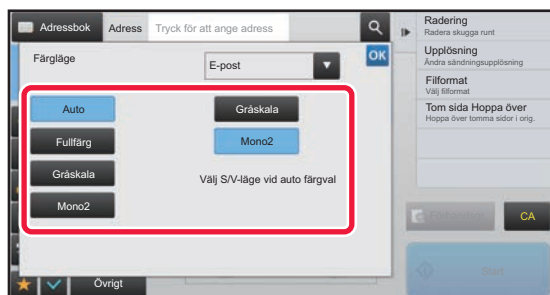 Adressbok
Adress
Tryck för att ange adress
Färgläge
E-post
OK
Auto
Fullfärg
Gråskala
Mono2
Gråskala
Mono2
Välj S/V-läge vid auto färgval
Radering
Radera skugga runt
Upplösning
Ändra sändningsupplösning
Filformat
Välj filformat
Tom sida Hoppa över
Hoppa över tomma sidor i orig.
CA
Start
Övrigt